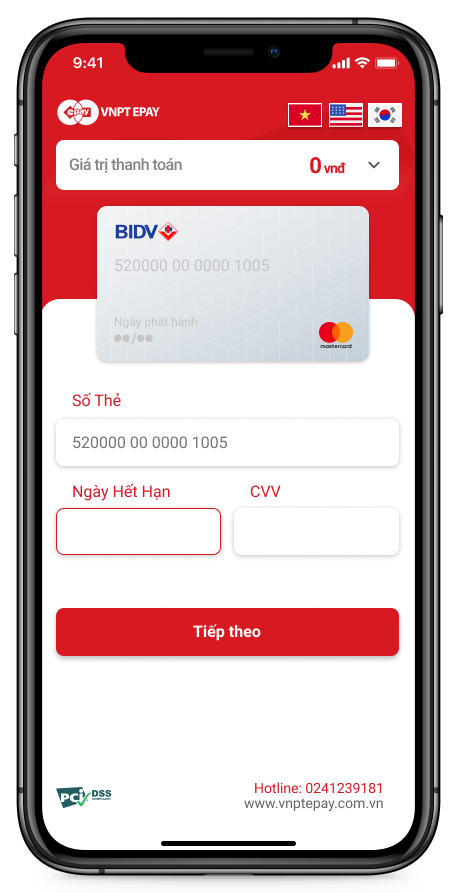 9:41
epay VNPT EPAY
Giá trị thanh toán 0 vnđ
BIDV
520000 00 0000 1005
Ngày phát hành
●● /●●
mastercard
Số Thẻ
520000 00 0000 1005
Ngày Hết Hạn CVV
Tiếp theo
PCI DSS
COMPLIANT
Hotline: 0241239181
www.vnptepay.com.vn